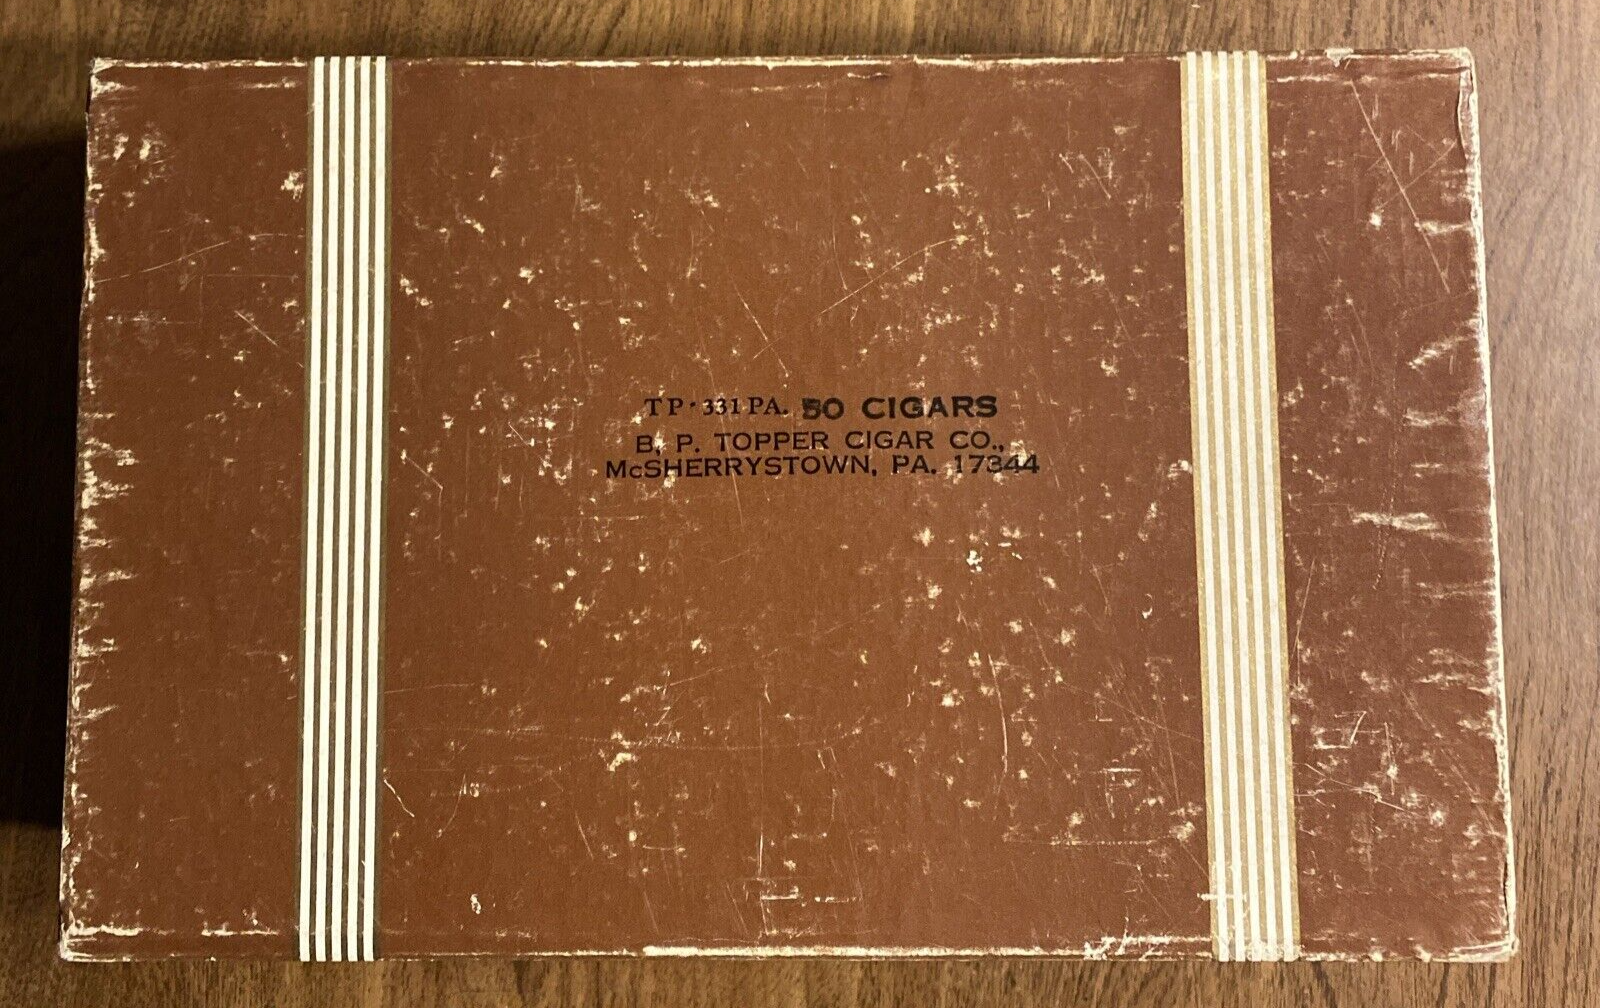 TP·331 PA. 50 CIGARS
B. P. TOPPER CIGAR CO.,
McSHERRYSTOWN, PA. 17344